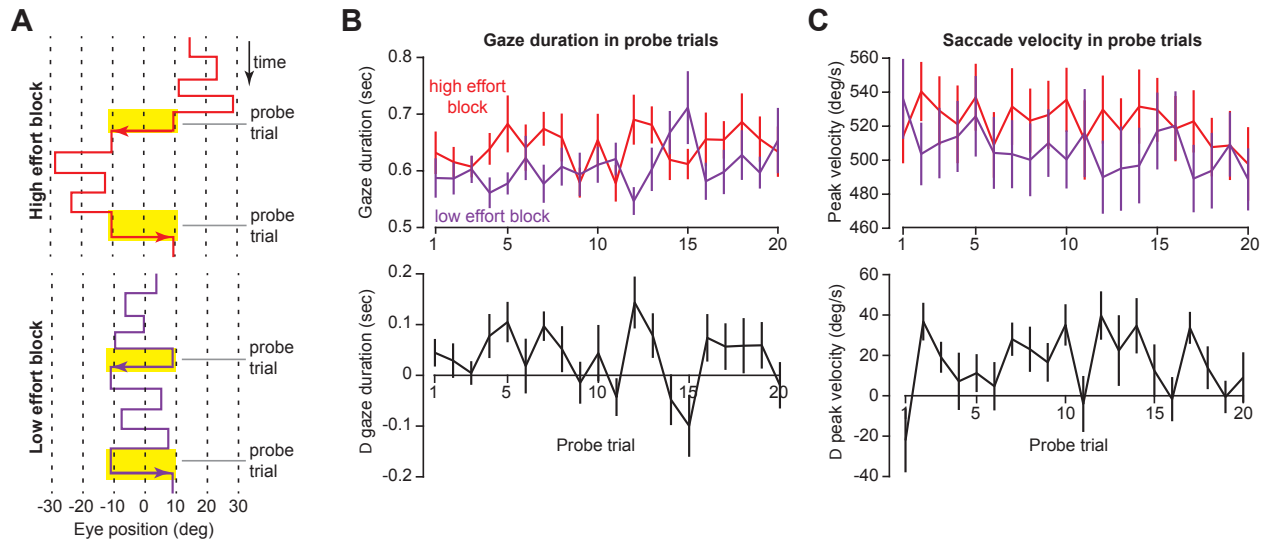 A
High effort block
time
probe
trial
probe
trial
Low effort block
probe
trial
probe
trial
-30 -20 -10 0 10 20 30
Eye position (deg)
B
Gaze duration in probe trials
Gaze duration (sec)
0.8
0.7
0.6
0.5
high effort
block
low effort block
1 5 10 15 20
D gaze duration (sec)
0.2
0.1
0
-0.1
-0.2
1 5 10 15 20
Probe trial
C
Saccade velocity in probe trials
Peak velocity (deg/s)
560
540
520
500
480
460
1 5 10 15 20
D peak velocity (deg/s)
60
40
20
0
-20
-40
1 5 10 15 20
Probe trial